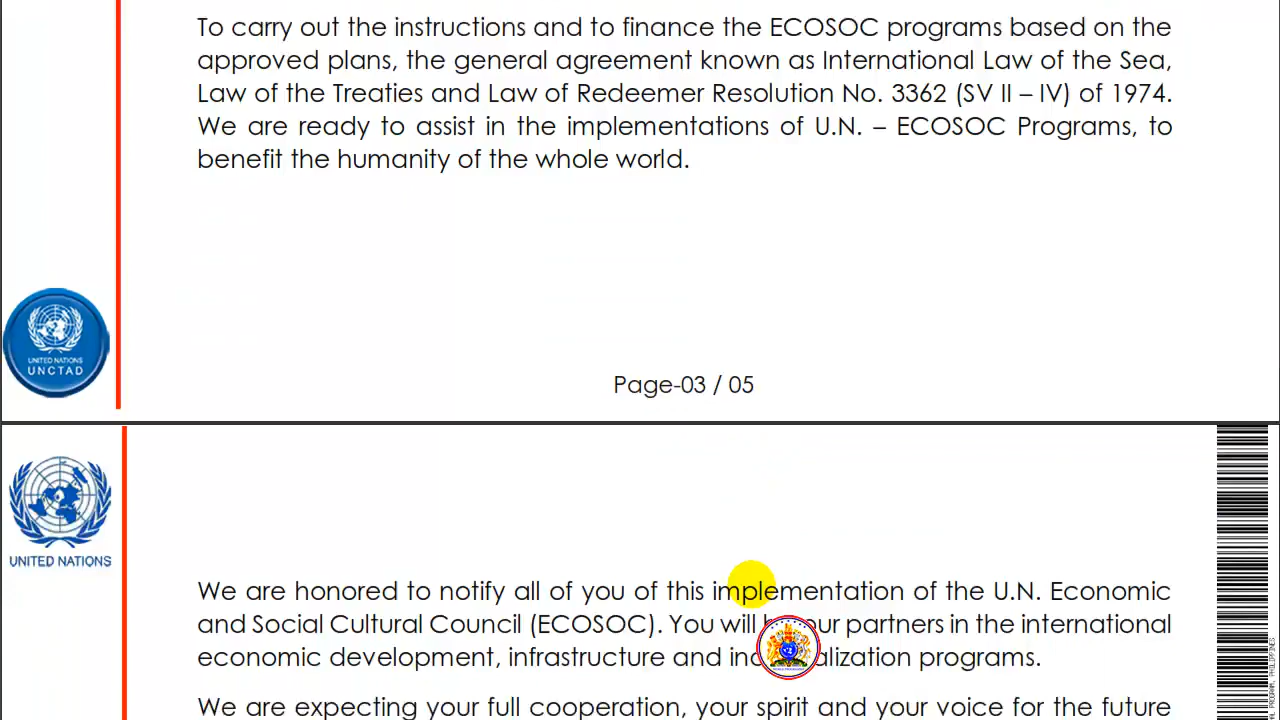 To carry out the instructions and to finance the ECOSOC programs based on the
approved plans, the general agreement known as International Law of the Sea,
Law of the Treaties and Law of Redeemer Resolution No. 3362 (SV II – IV) of 1974.
We are ready to assist in the implementations of U.N. – ECOSOC Programs, to
benefit the humanity of the whole world.
UNITED NATIONS
UNCTAD
Page-03 / 05
UNITED NATIONS
We are honored to notify all of you of this implementation of the U.N. Economic
and Social Cultural Council (ECOSOC). You will our partners in the international
economic development, infrastructure and programs.
We are expecting your full cooperation, your spirit and your voice for the future
PROGRAM, PHILIPPINES